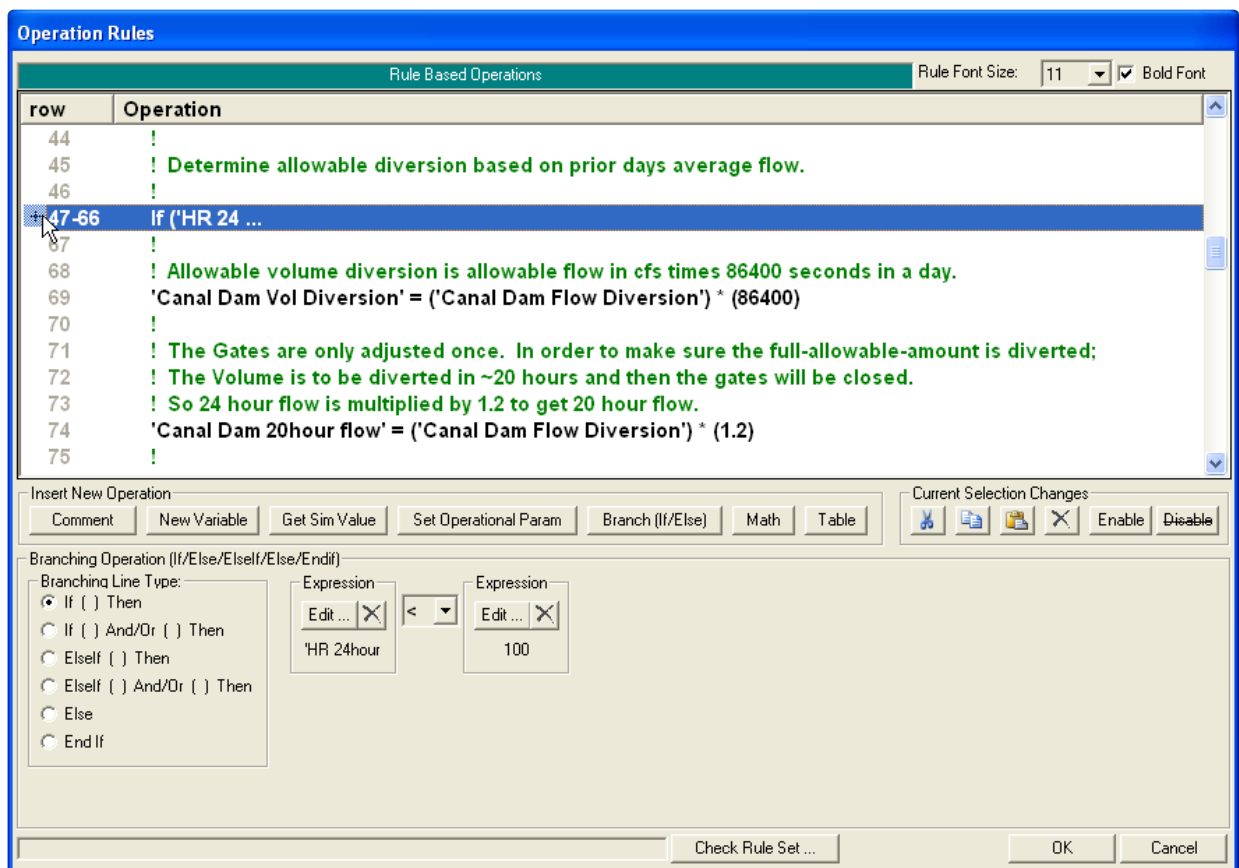 Operation Rules
Rule Based Operations Rule Font Size: 11 Bold Font
row Operation
44 !
45 ! Determine allowable diversion based on prior days average flow.
46 !
47-66 If ('HR 24 ...
67 !
68 ! Allowable volume diversion is allowable flow in cfs times 86400 seconds in a day.
69 'Canal Dam Vol Diversion' = ('Canal Dam Flow Diversion') * (86400)
70 !
71 ! The Gates are only adjusted once. In order to make sure the full-allowable-amount is diverted;
72 ! The Volume is to be diverted in ~20 hours and then the gates will be closed.
73 ! So 24 hour flow is multiplied by 1.2 to get 20 hour flow.
74 'Canal Dam 20hour flow' = ('Canal Dam Flow Diversion') * (1.2)
75 !
Insert New Operation Current Selection Changes
Comment New Variable Get Sim Value Set Operational Param Branch (If/Else) Math Table Enable Disable
Branching Operation (If/Else/ElseIf/Else/Endif)
Branching Line Type: Expression Expression
If ( ) Then Edit ... < Edit ...
If ( ) And/Or ( ) Then
'HR 24hour 100
ElseIf ( ) Then
ElseIf ( ) And/Or ( ) Then
Else
End If
Check Rule Set ... OK Cancel